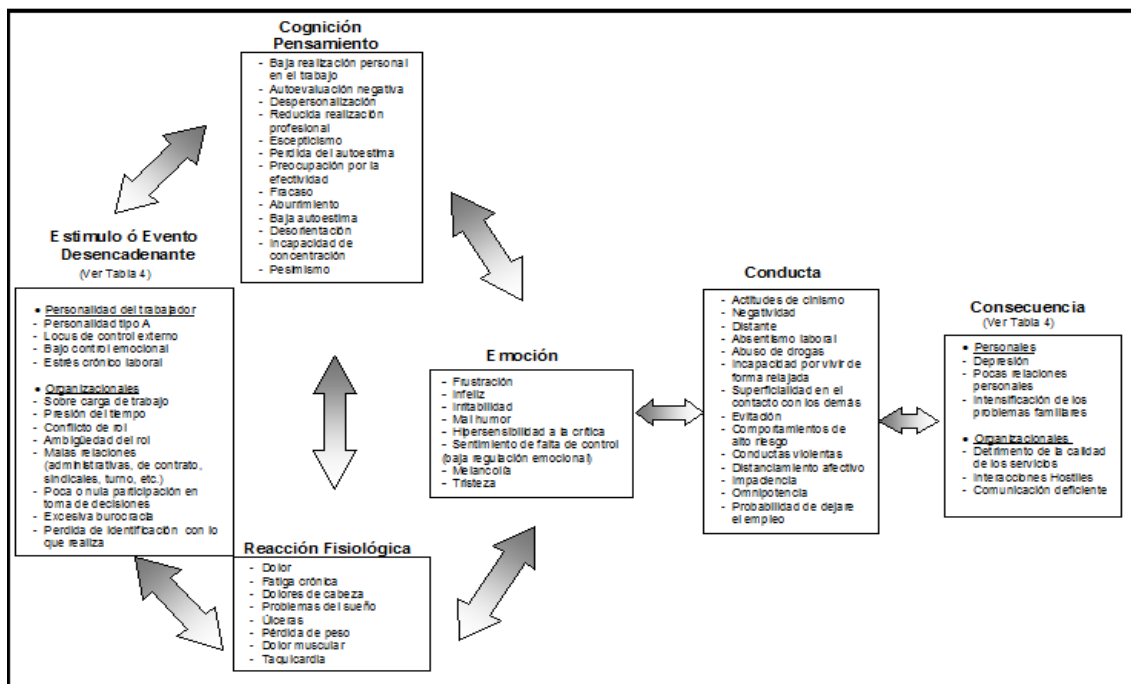 Cognición
Pensamiento
- Baja realización personal
en el trabajo
- Autoevaluación negativa
- Despersonalización
- Reducida realización
profesional
- Escepticismo
- Perdida del autoestima
- Preocupación por la
efectividad
- Fracaso
- Aburrimiento
- Baja autoestima
- Desorientación
- Incapacidad de
concentración
- Pesimismo
Estimulo ó Evento
Desencadenante
(Ver Tabla 4)
• Personalidad del trabajador
- Personalidad tipo A
- Locus de control externo
- Bajo control emocional
- Estrés crónico laboral
• Organizacionales
- Sobre carga de trabajo
- Presión del tiempo
- Conflicto de rol
- Ambigüedad del rol
- Malas relaciones
(administrativas, de contrato,
sindicales, turno, etc.)
- Poca o nula participación en
toma de decisiones
- Excesiva burocracia
- Perdida de identificación con lo
que realiza
Reacción Fisiológica
- Dolor
- Fatiga crónica
- Dolores de cabeza
- Problemas del sueño
- Úlceras
- Pérdida de peso
- Dolor muscular
- Taquicardia
Emoción
- Frustración
- Infeliz
- Irritabilidad
- Mal humor
- Hipersensibilidad a la crítica
- Sentimiento de falta de control
(baja regulación emocional)
- Melancolía
- Tristeza
Conducta
- Actitudes de cinismo
- Negatividad
- Distante
- Absentismo laboral
- Abuso de drogas
- Incapacidad por vivir de
forma relajada
- Superficialidad en el
contacto con los demás
- Evitación
- Comportamientos de
alto riesgo
- Conductas violentas
- Distanciamiento afectivo
- Impaciencia
- Omnipotencia
- Probabilidad de dejare
el empleo
Consecuencia
(Ver Tabla 4)
• Personales
- Depresión
- Pocas relaciones
personales
- Intensificación de los
problemas familiares
• Organizacionales
- Detrimento de la calidad
de los servicios
- Interacciones Hostiles
- Comunicación deficiente